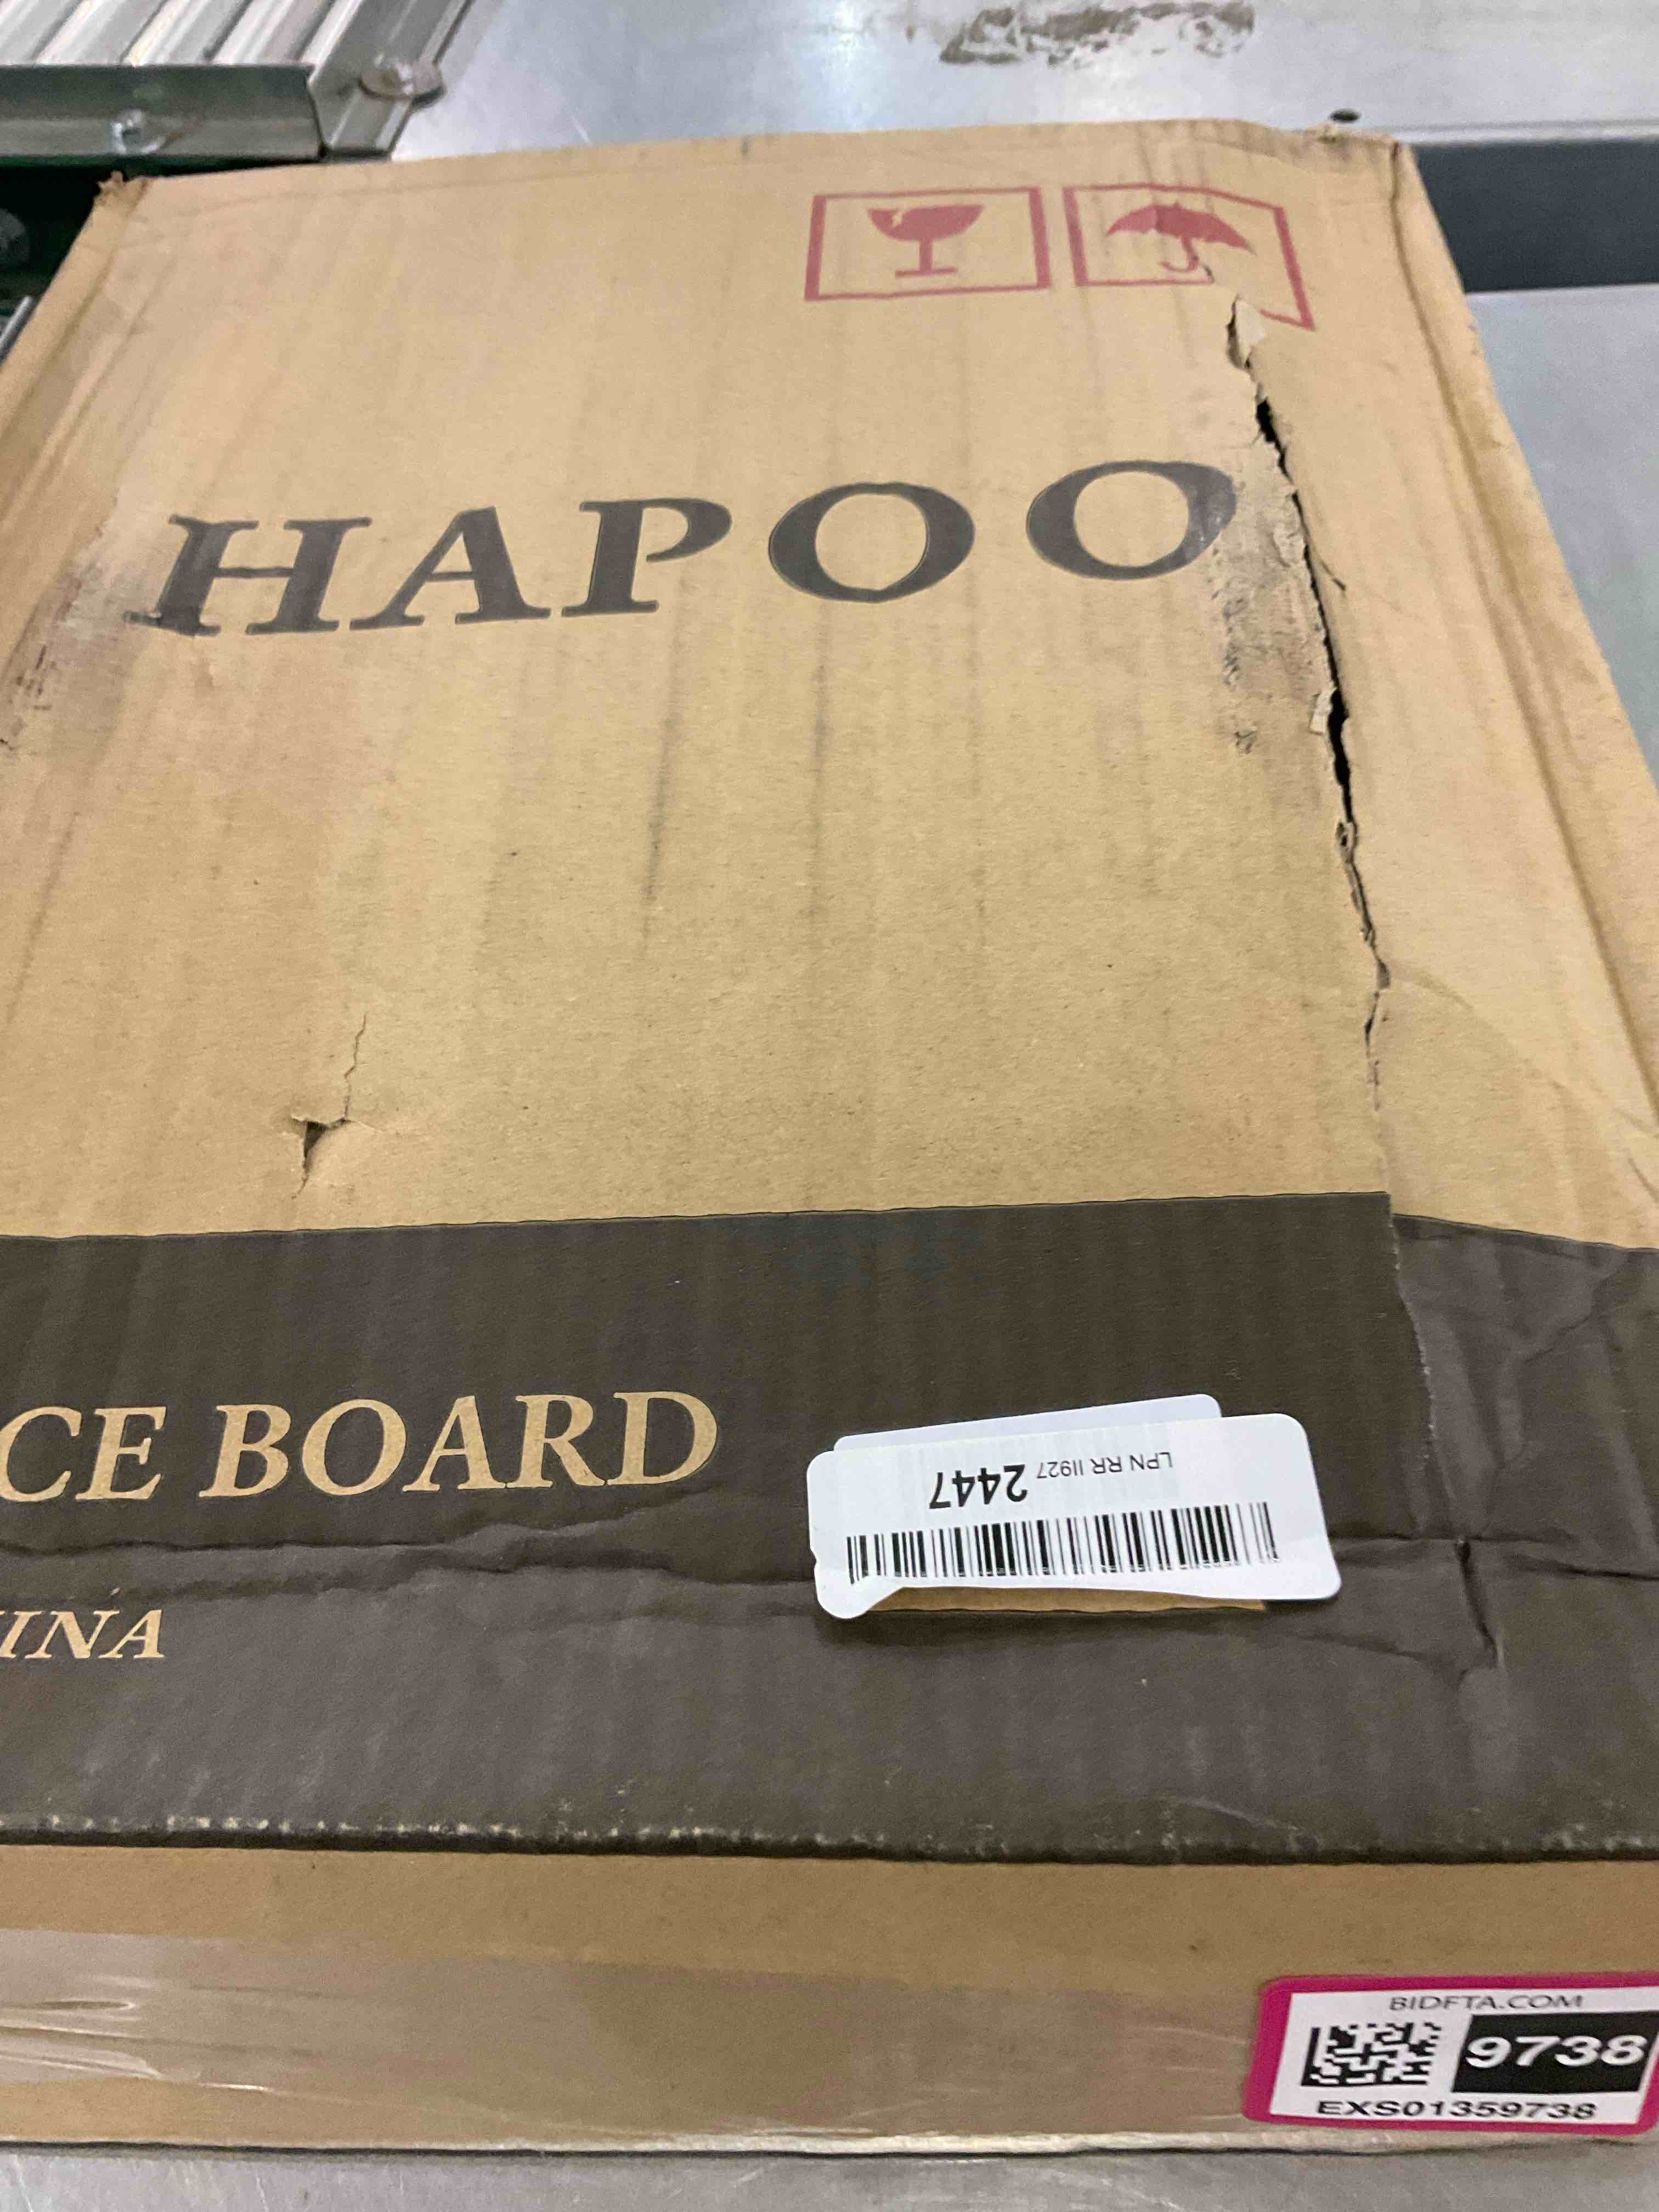 HAPOO
CE BOARD
INA
LPN RR II927 2447
BIDFTA.COM
9738
EXS01359738